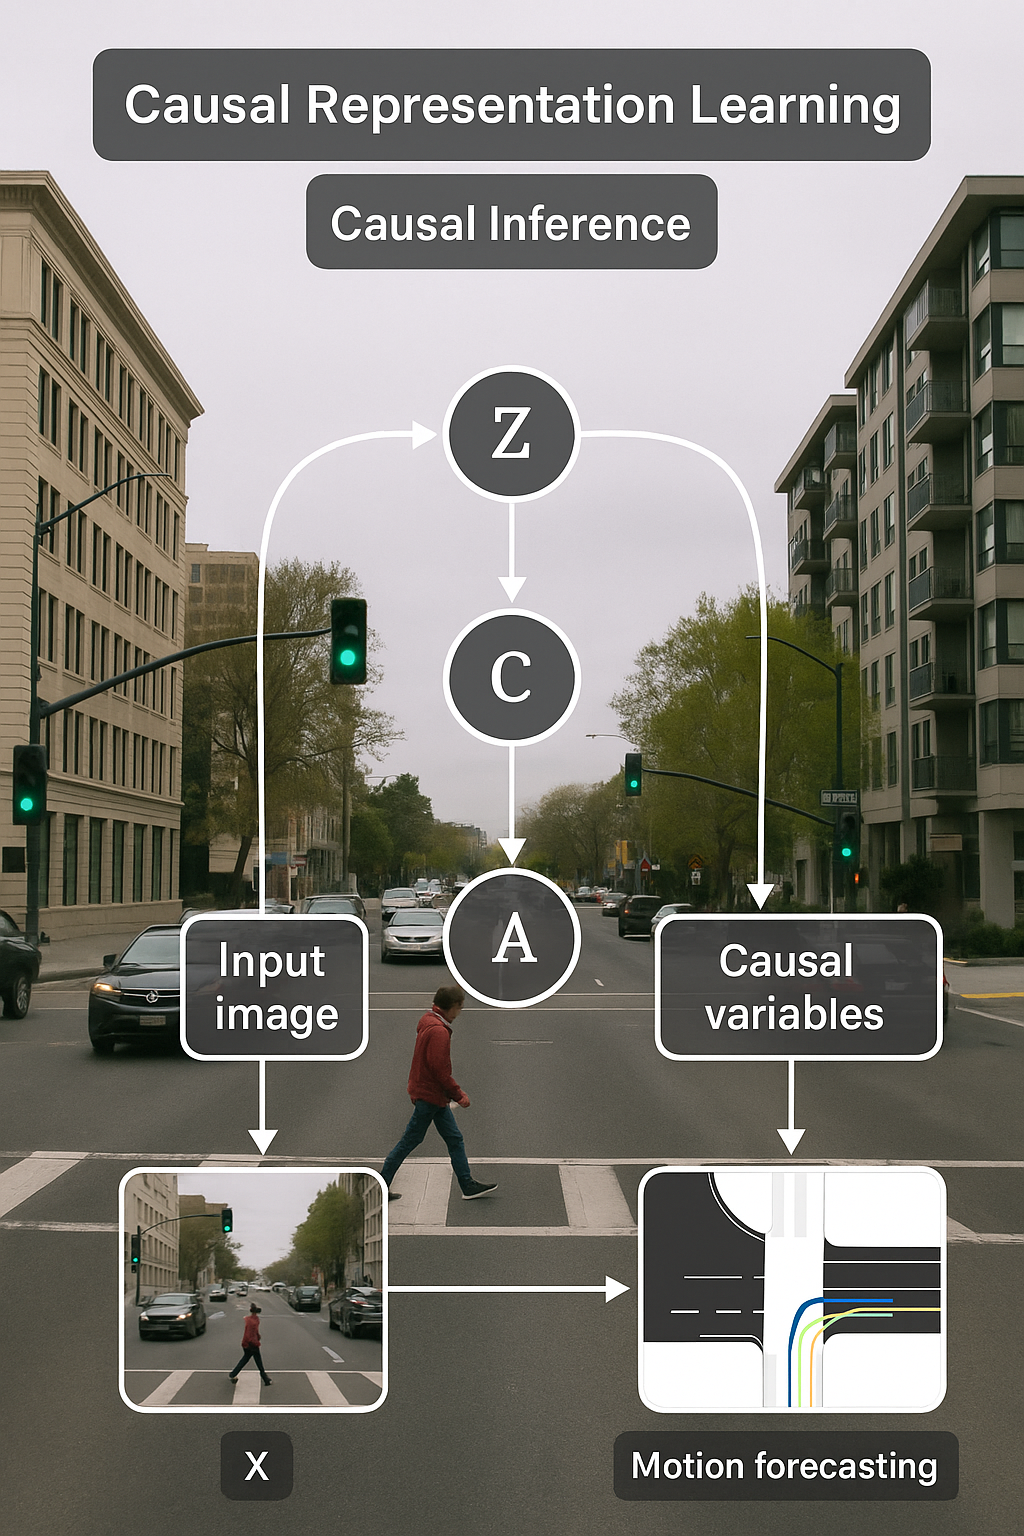 Causal Representation Learning
Causal Inference
Z
C
A
Input
image
Causal
variables
X
Motion forecasting